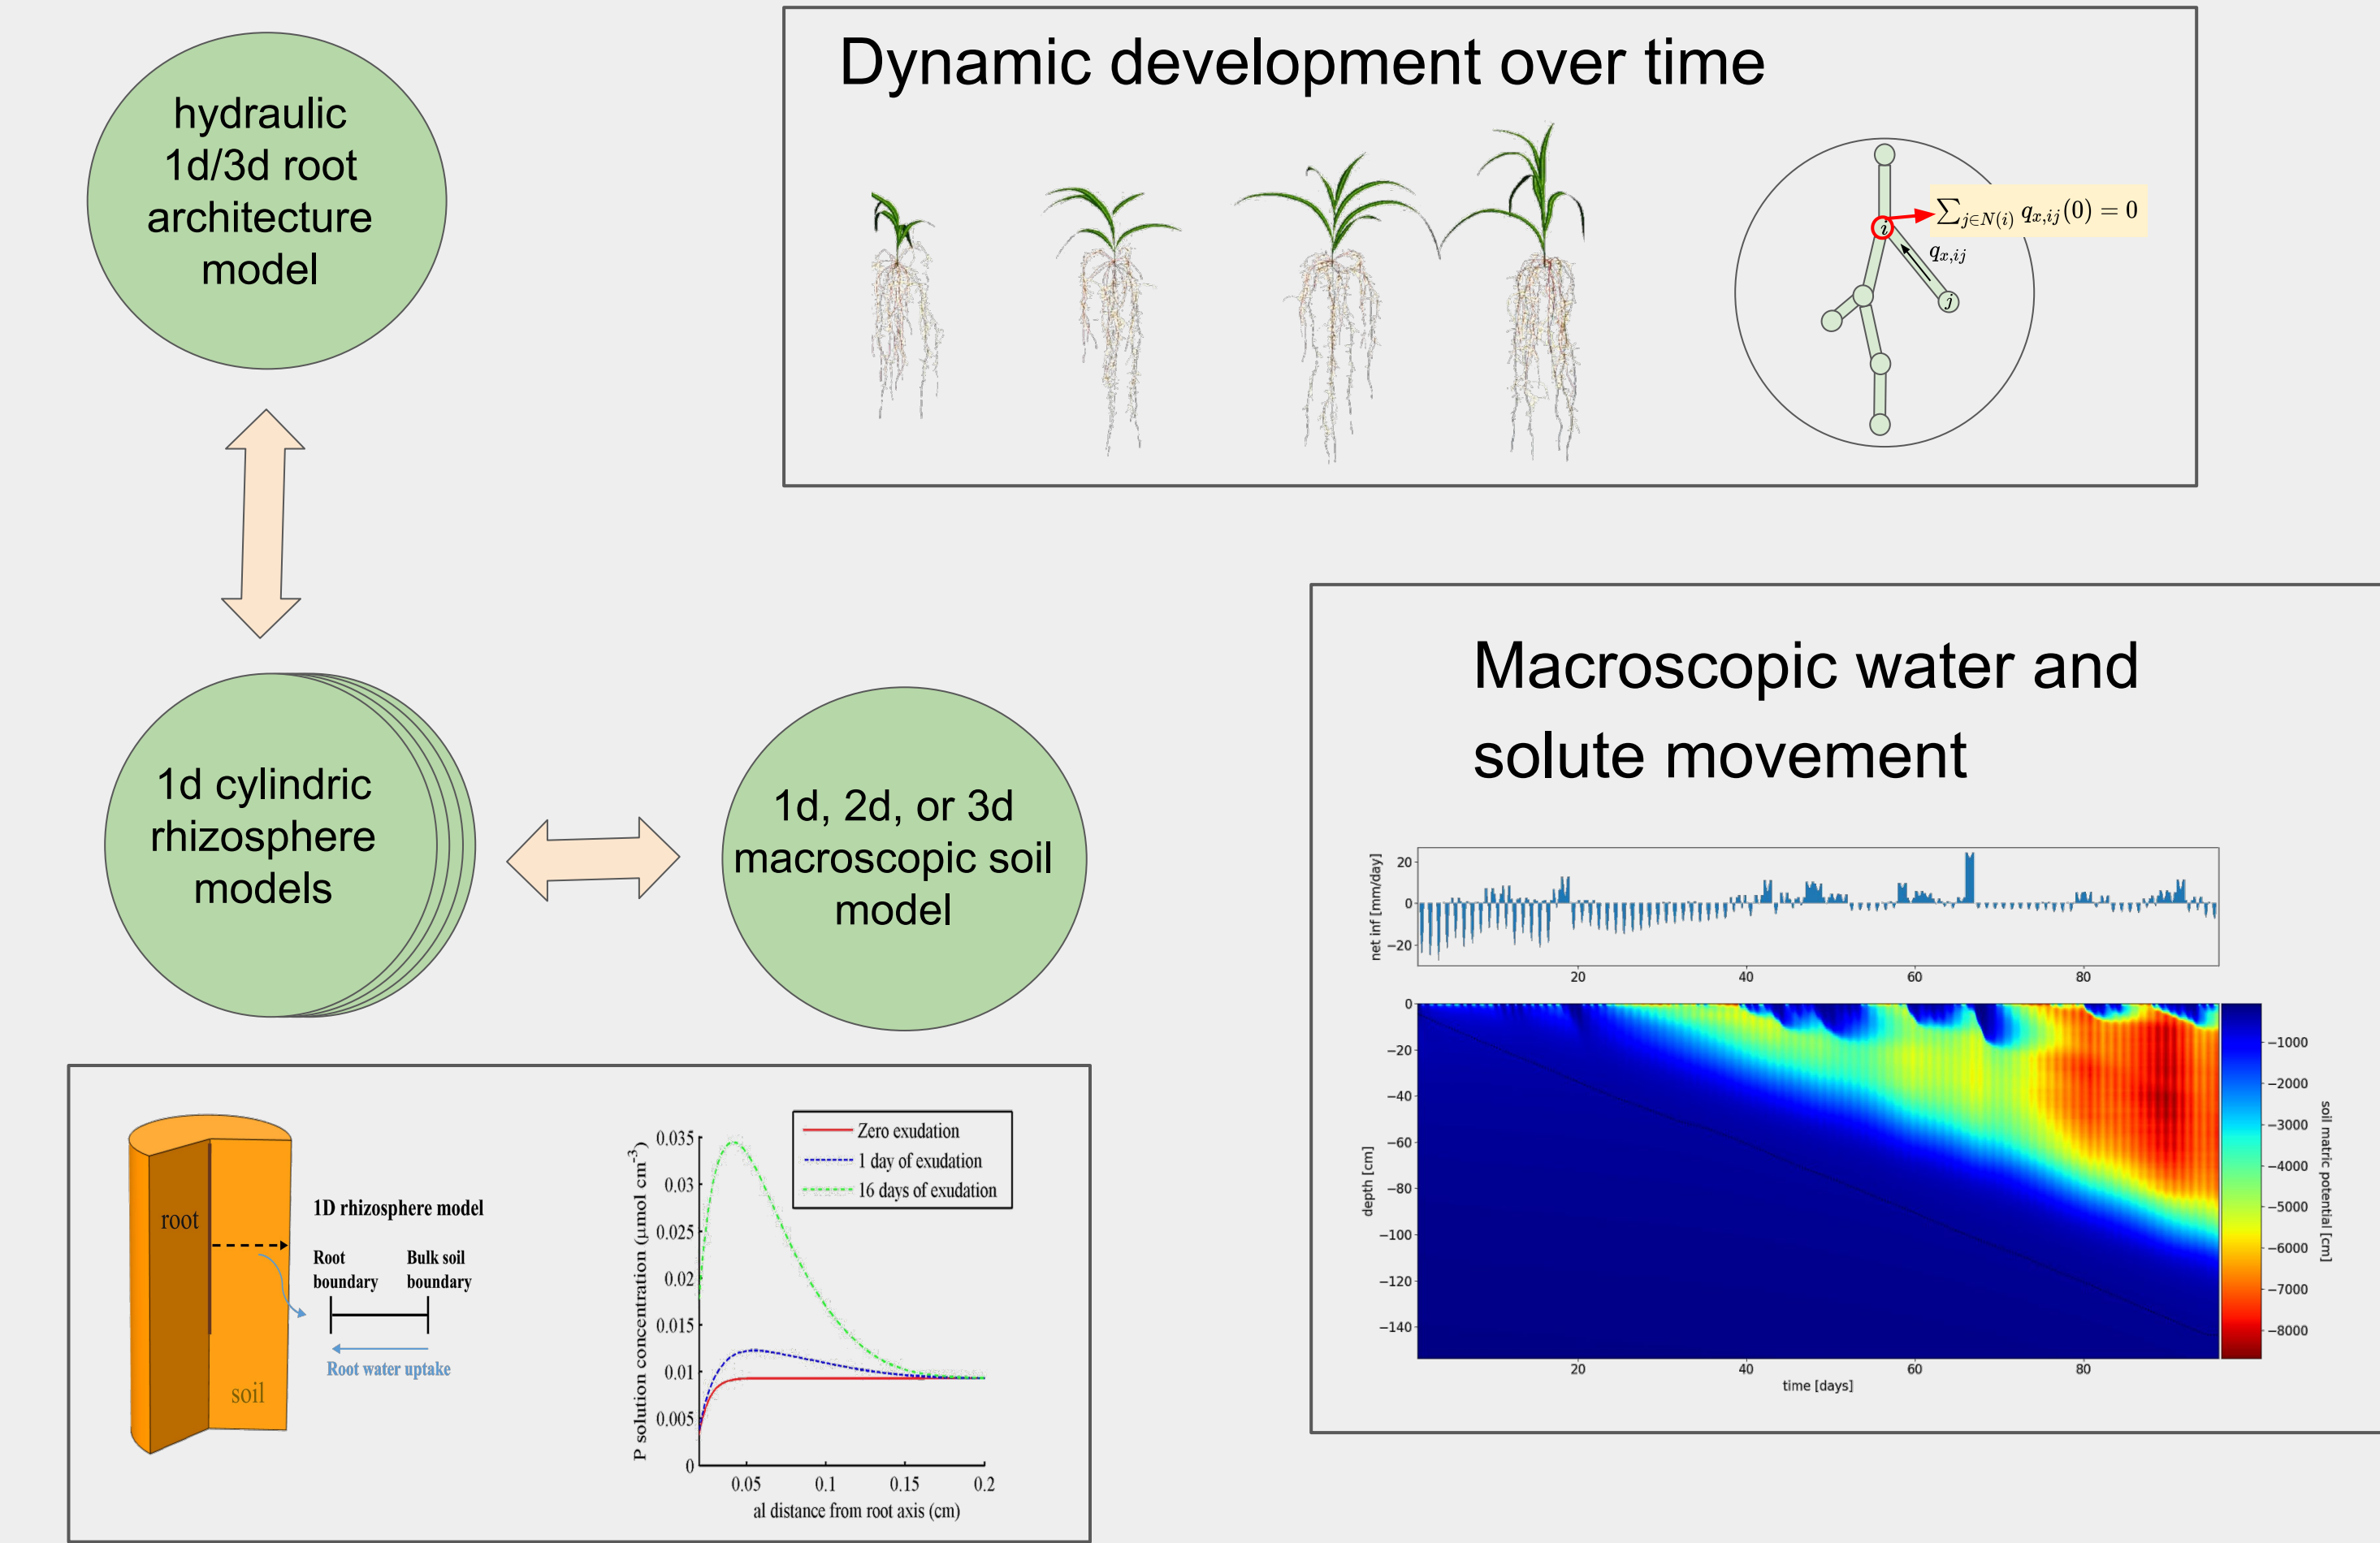 hydraulic
1d/3d root
architecture
model
Dynamic development over time
i
∑_{j∈N(i)} q_{x,ij}(0) = 0
q_{x,ij}
j
1d cylindric
rhizosphere
models
1d, 2d, or 3d
macroscopic soil
model
Macroscopic water and
solute movement
net inf [mm/day]
20
0
−20
20
40
60
80
depth [cm]
0
−20
−40
−60
−80
−100
−120
−140
20
40
60
80
time [days]
−1000
−2000
−3000
−4000
−5000
−6000
−7000
−8000
soil matric potential [cm]
root
soil
1D rhizosphere model
Root
boundary
Bulk soil
boundary
Root water uptake
P solution concentration (μmol cm⁻³)
0.035
0.03
0.025
0.02
0.015
0.01
0.005
0
Zero exudation
1 day of exudation
16 days of exudation
0.05
0.1
0.15
0.2
al distance from root axis (cm)